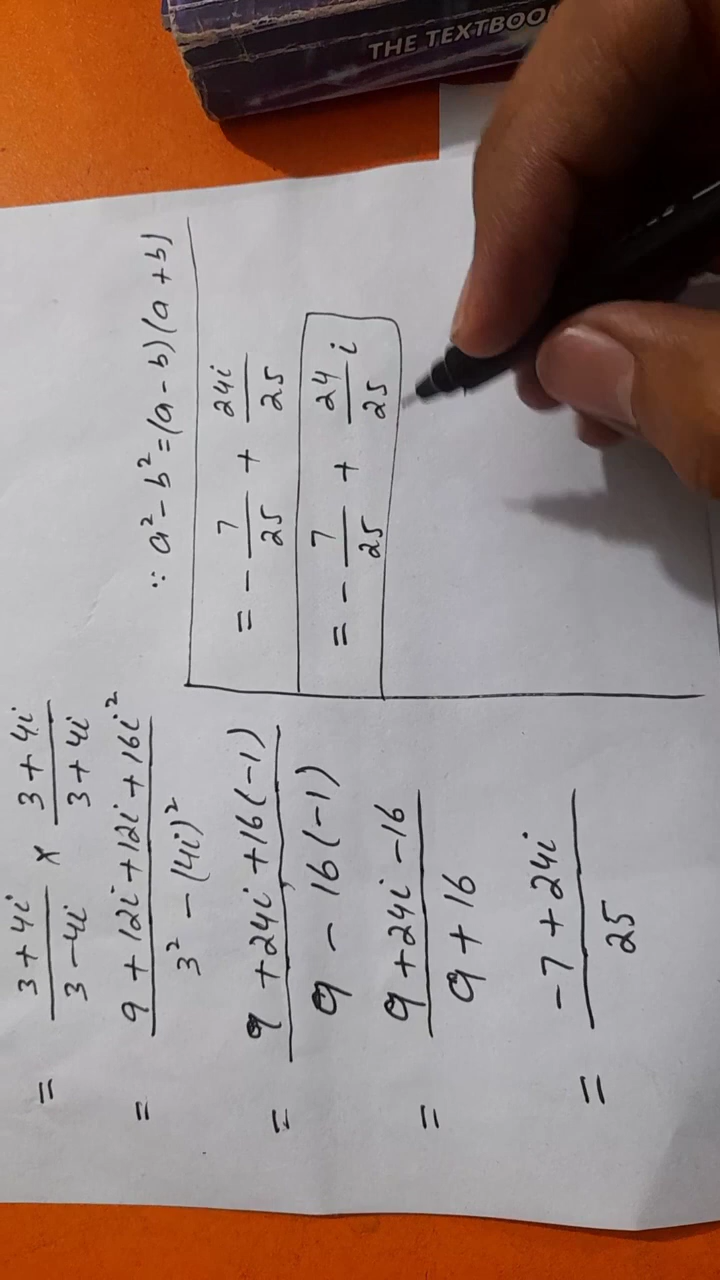 = 3+4i/3-4i × 3+4i/3+4i
= 9+12i+12i+16i²/3²-(4i)²
= 9+24i+16(-1)/9-16(-1)
= 9+24i-16/9+16
= -7+24i/25
∵ a²-b²=(a-b)(a+b)
= -7/25 + 24i/25
= -7/25 + 24/25 i
THE TEXTBOO